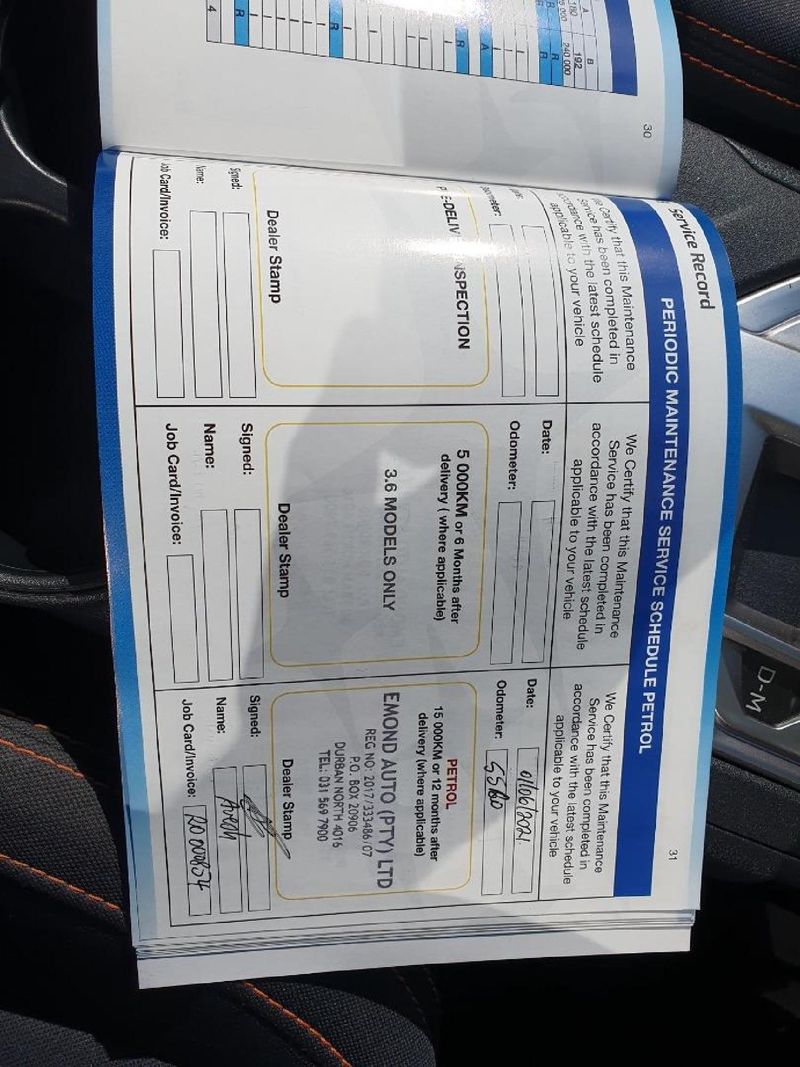 B
192
240 000
R
A
R
R
R
4
30
Service Record
31
PERIODIC MAINTENANCE SERVICE SCHEDULE PETROL
Certify that this Maintenance
Service has been completed in
accordance with the latest schedule
applicable to your vehicle
INSPECTION
Dealer Stamp
Signed:
Name:
Job Card/Invoice:
We Certify that this Maintenance
Service has been completed in
accordance with the latest schedule
applicable to your vehicle
Date:
Odometer:
5 000KM or 6 Months after
delivery ( where applicable)
3.6 MODELS ONLY
Dealer Stamp
Signed:
Name:
Job Card/Invoice:
We Certify that this Maintenance
Service has been completed in
accordance with the latest schedule
applicable to your vehicle
Date: 01/06/2021
Odometer:
PETROL
15 000KM or 12 months after
delivery (where applicable)
EMOND AUTO (PTY) LTD
REG NO: 2017/333486/07
P.O. BOX 20906
DURBAN NORTH 4016
TEL: 031 569 7900
Dealer Stamp
Signed:
Name:
Job Card/Invoice:
D-M